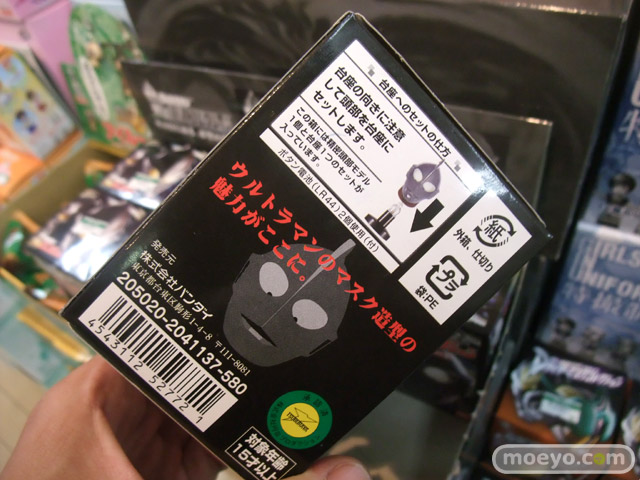 台座へのセットの仕方
台座の向きに注意
して頭部を台座に
セットします。
この箱には精密頭部モデル
1個と台座1つのセットが
入っています。
ボタン電池(LR44)2個使用(付)
紙
外箱、仕切り
プラ
袋:PE
ウルトラマンのマスク造型の
魅力がここに。
発売元
株式会社バンダイ
205020-2041137-580
東京都台東区駒形1-4-8 〒111-8081
4543112 527721
対象年齢
15才以上
moeyo.com